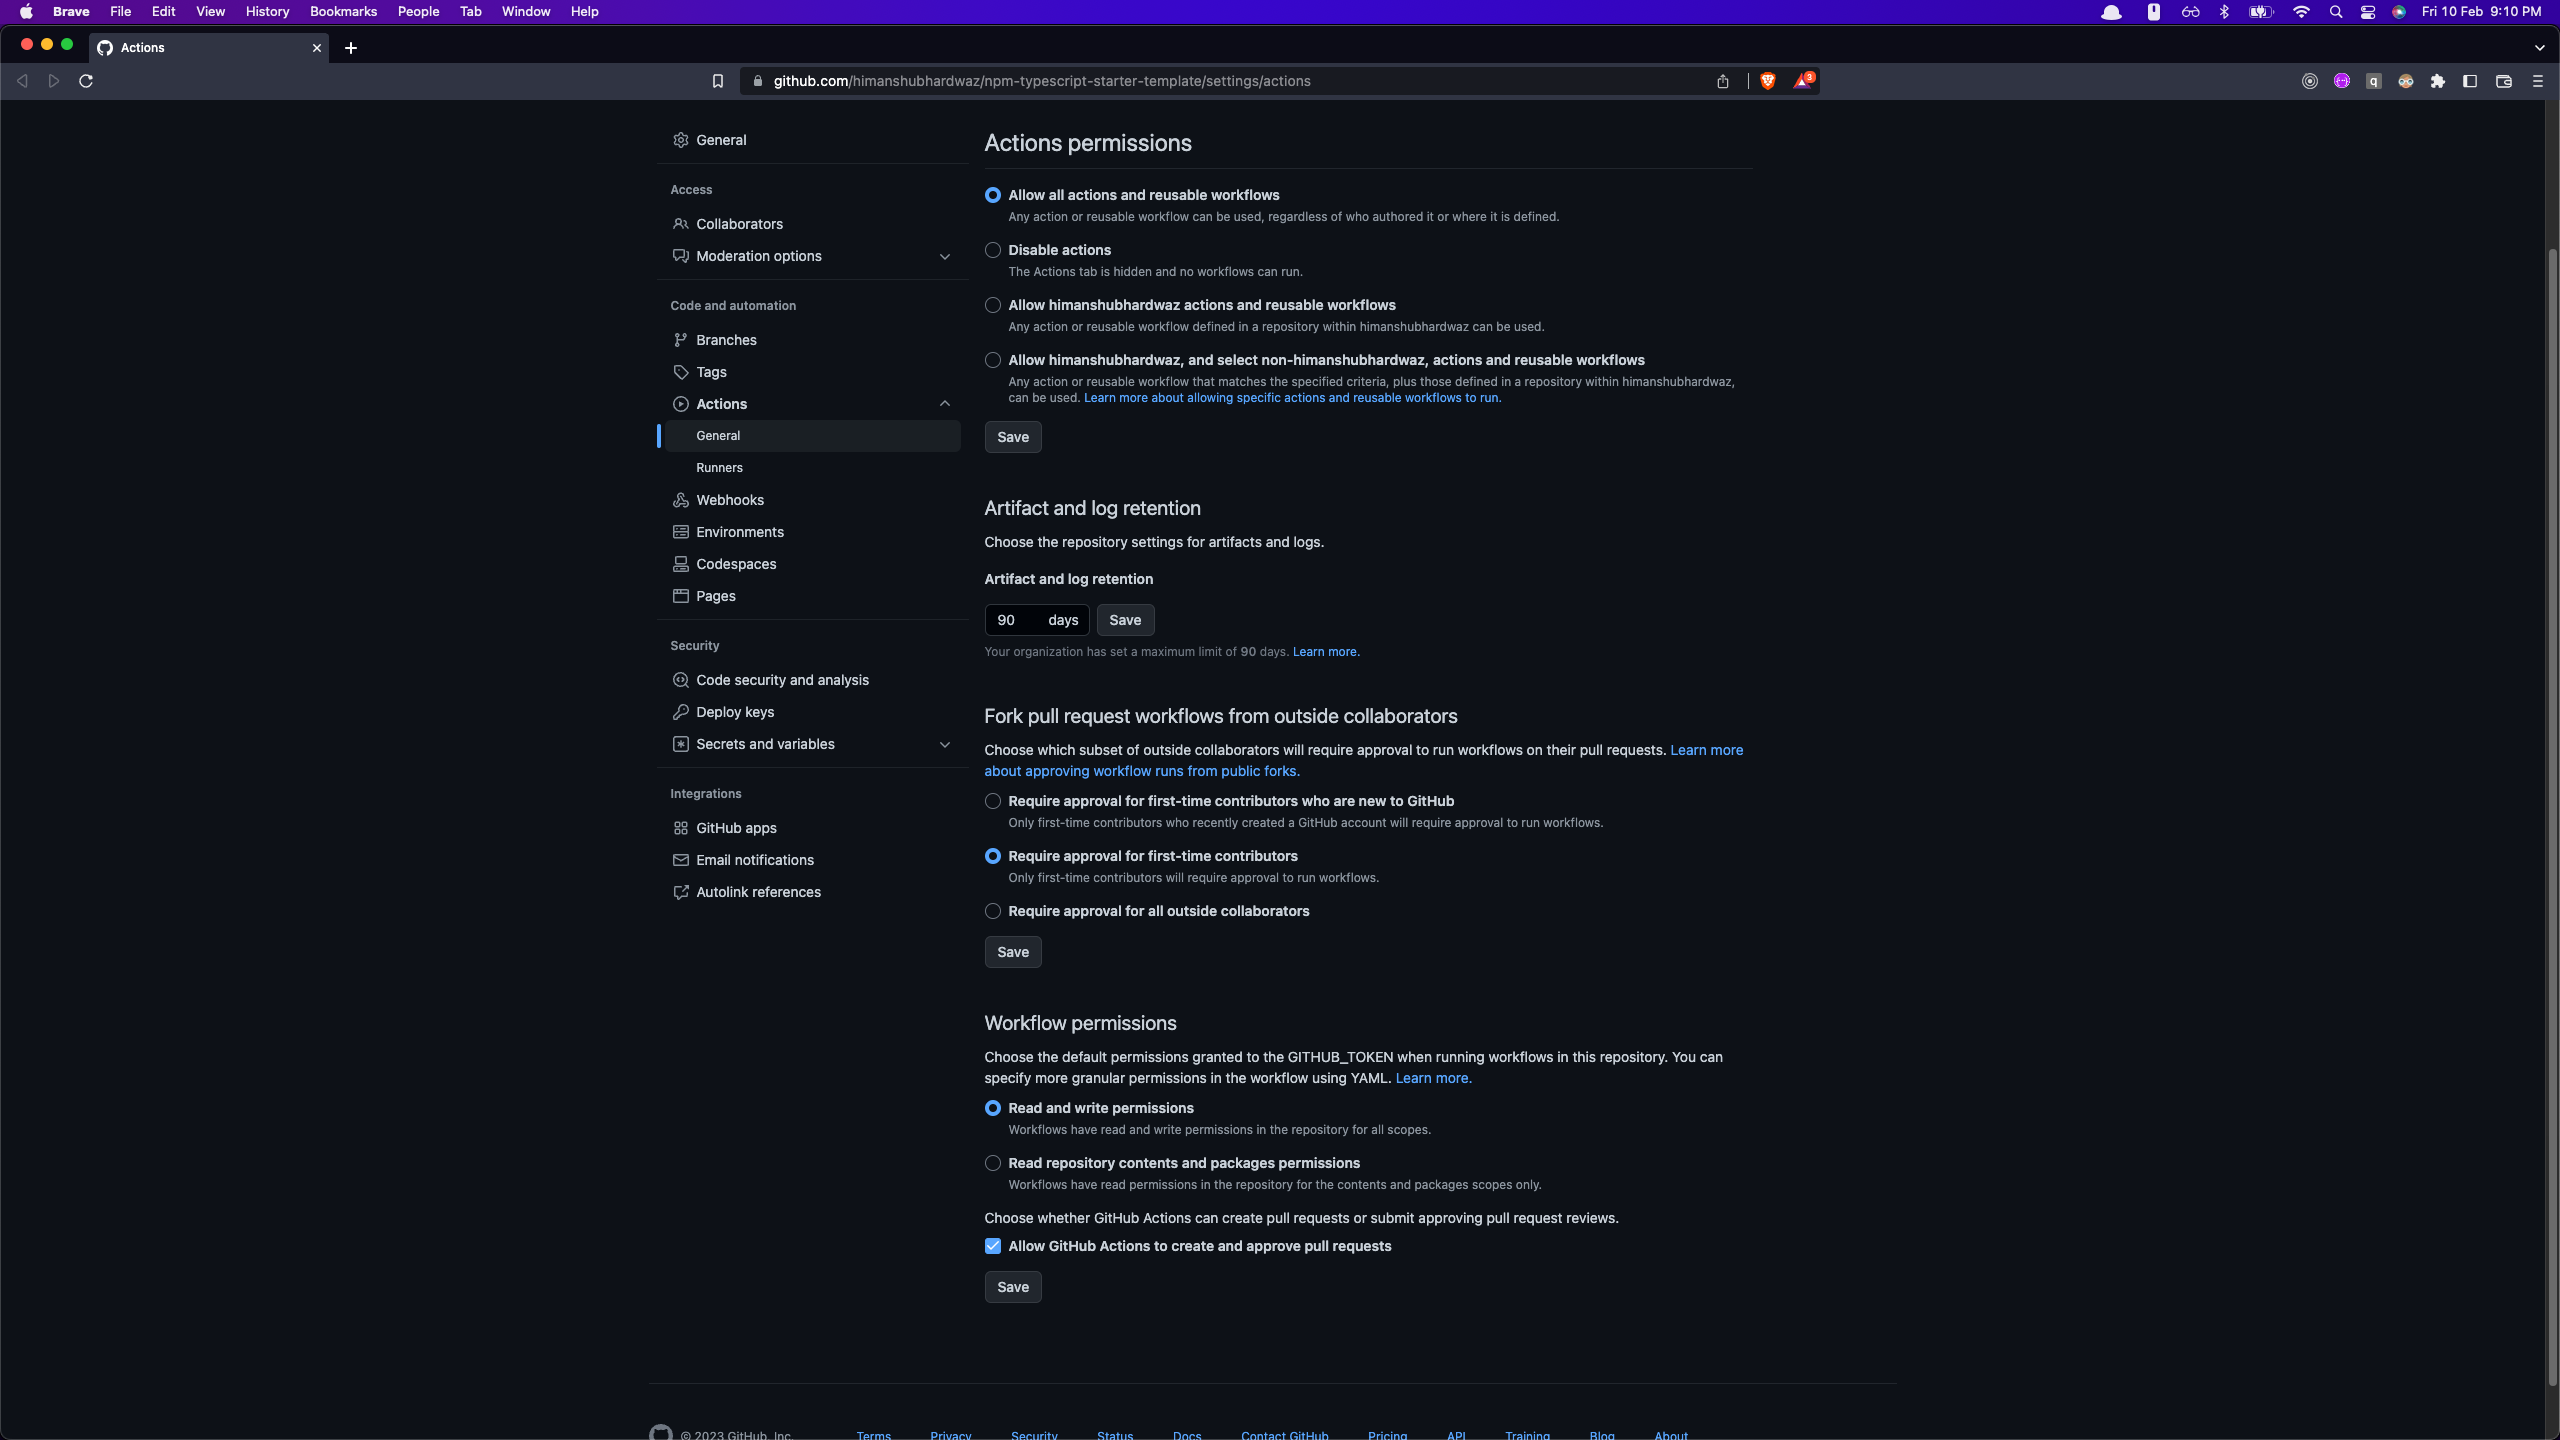 Brave File Edit View History Bookmarks People Tab Window Help
Fri 10 Feb 9:10 PM
Actions
github.com/himanshubhardwaz/npm-typescript-starter-template/settings/actions
3
q
General
Access
Collaborators
Moderation options
Code and automation
Branches
Tags
Actions
General
Runners
Webhooks
Environments
Codespaces
Pages
Security
Code security and analysis
Deploy keys
Secrets and variables
Integrations
GitHub apps
Email notifications
Autolink references
Actions permissions
Allow all actions and reusable workflows
Any action or reusable workflow can be used, regardless of who authored it or where it is defined.
Disable actions
The Actions tab is hidden and no workflows can run.
Allow himanshubhardwaz actions and reusable workflows
Any action or reusable workflow defined in a repository within himanshubhardwaz can be used.
Allow himanshubhardwaz, and select non-himanshubhardwaz, actions and reusable workflows
Any action or reusable workflow that matches the specified criteria, plus those defined in a repository within himanshubhardwaz,
can be used. Learn more about allowing specific actions and reusable workflows to run.
Save
Artifact and log retention
Choose the repository settings for artifacts and logs.
Artifact and log retention
90 days Save
Your organization has set a maximum limit of 90 days. Learn more.
Fork pull request workflows from outside collaborators
Choose which subset of outside collaborators will require approval to run workflows on their pull requests. Learn more
about approving workflow runs from public forks.
Require approval for first-time contributors who are new to GitHub
Only first-time contributors who recently created a GitHub account will require approval to run workflows.
Require approval for first-time contributors
Only first-time contributors will require approval to run workflows.
Require approval for all outside collaborators
Save
Workflow permissions
Choose the default permissions granted to the GITHUB_TOKEN when running workflows in this repository. You can
specify more granular permissions in the workflow using YAML. Learn more.
Read and write permissions
Workflows have read and write permissions in the repository for all scopes.
Read repository contents and packages permissions
Workflows have read permissions in the repository for the contents and packages scopes only.
Choose whether GitHub Actions can create pull requests or submit approving pull request reviews.
Allow GitHub Actions to create and approve pull requests
Save
© 2023 GitHub, Inc. Terms Privacy Security Status Docs Contact GitHub Pricing API Training Blog About